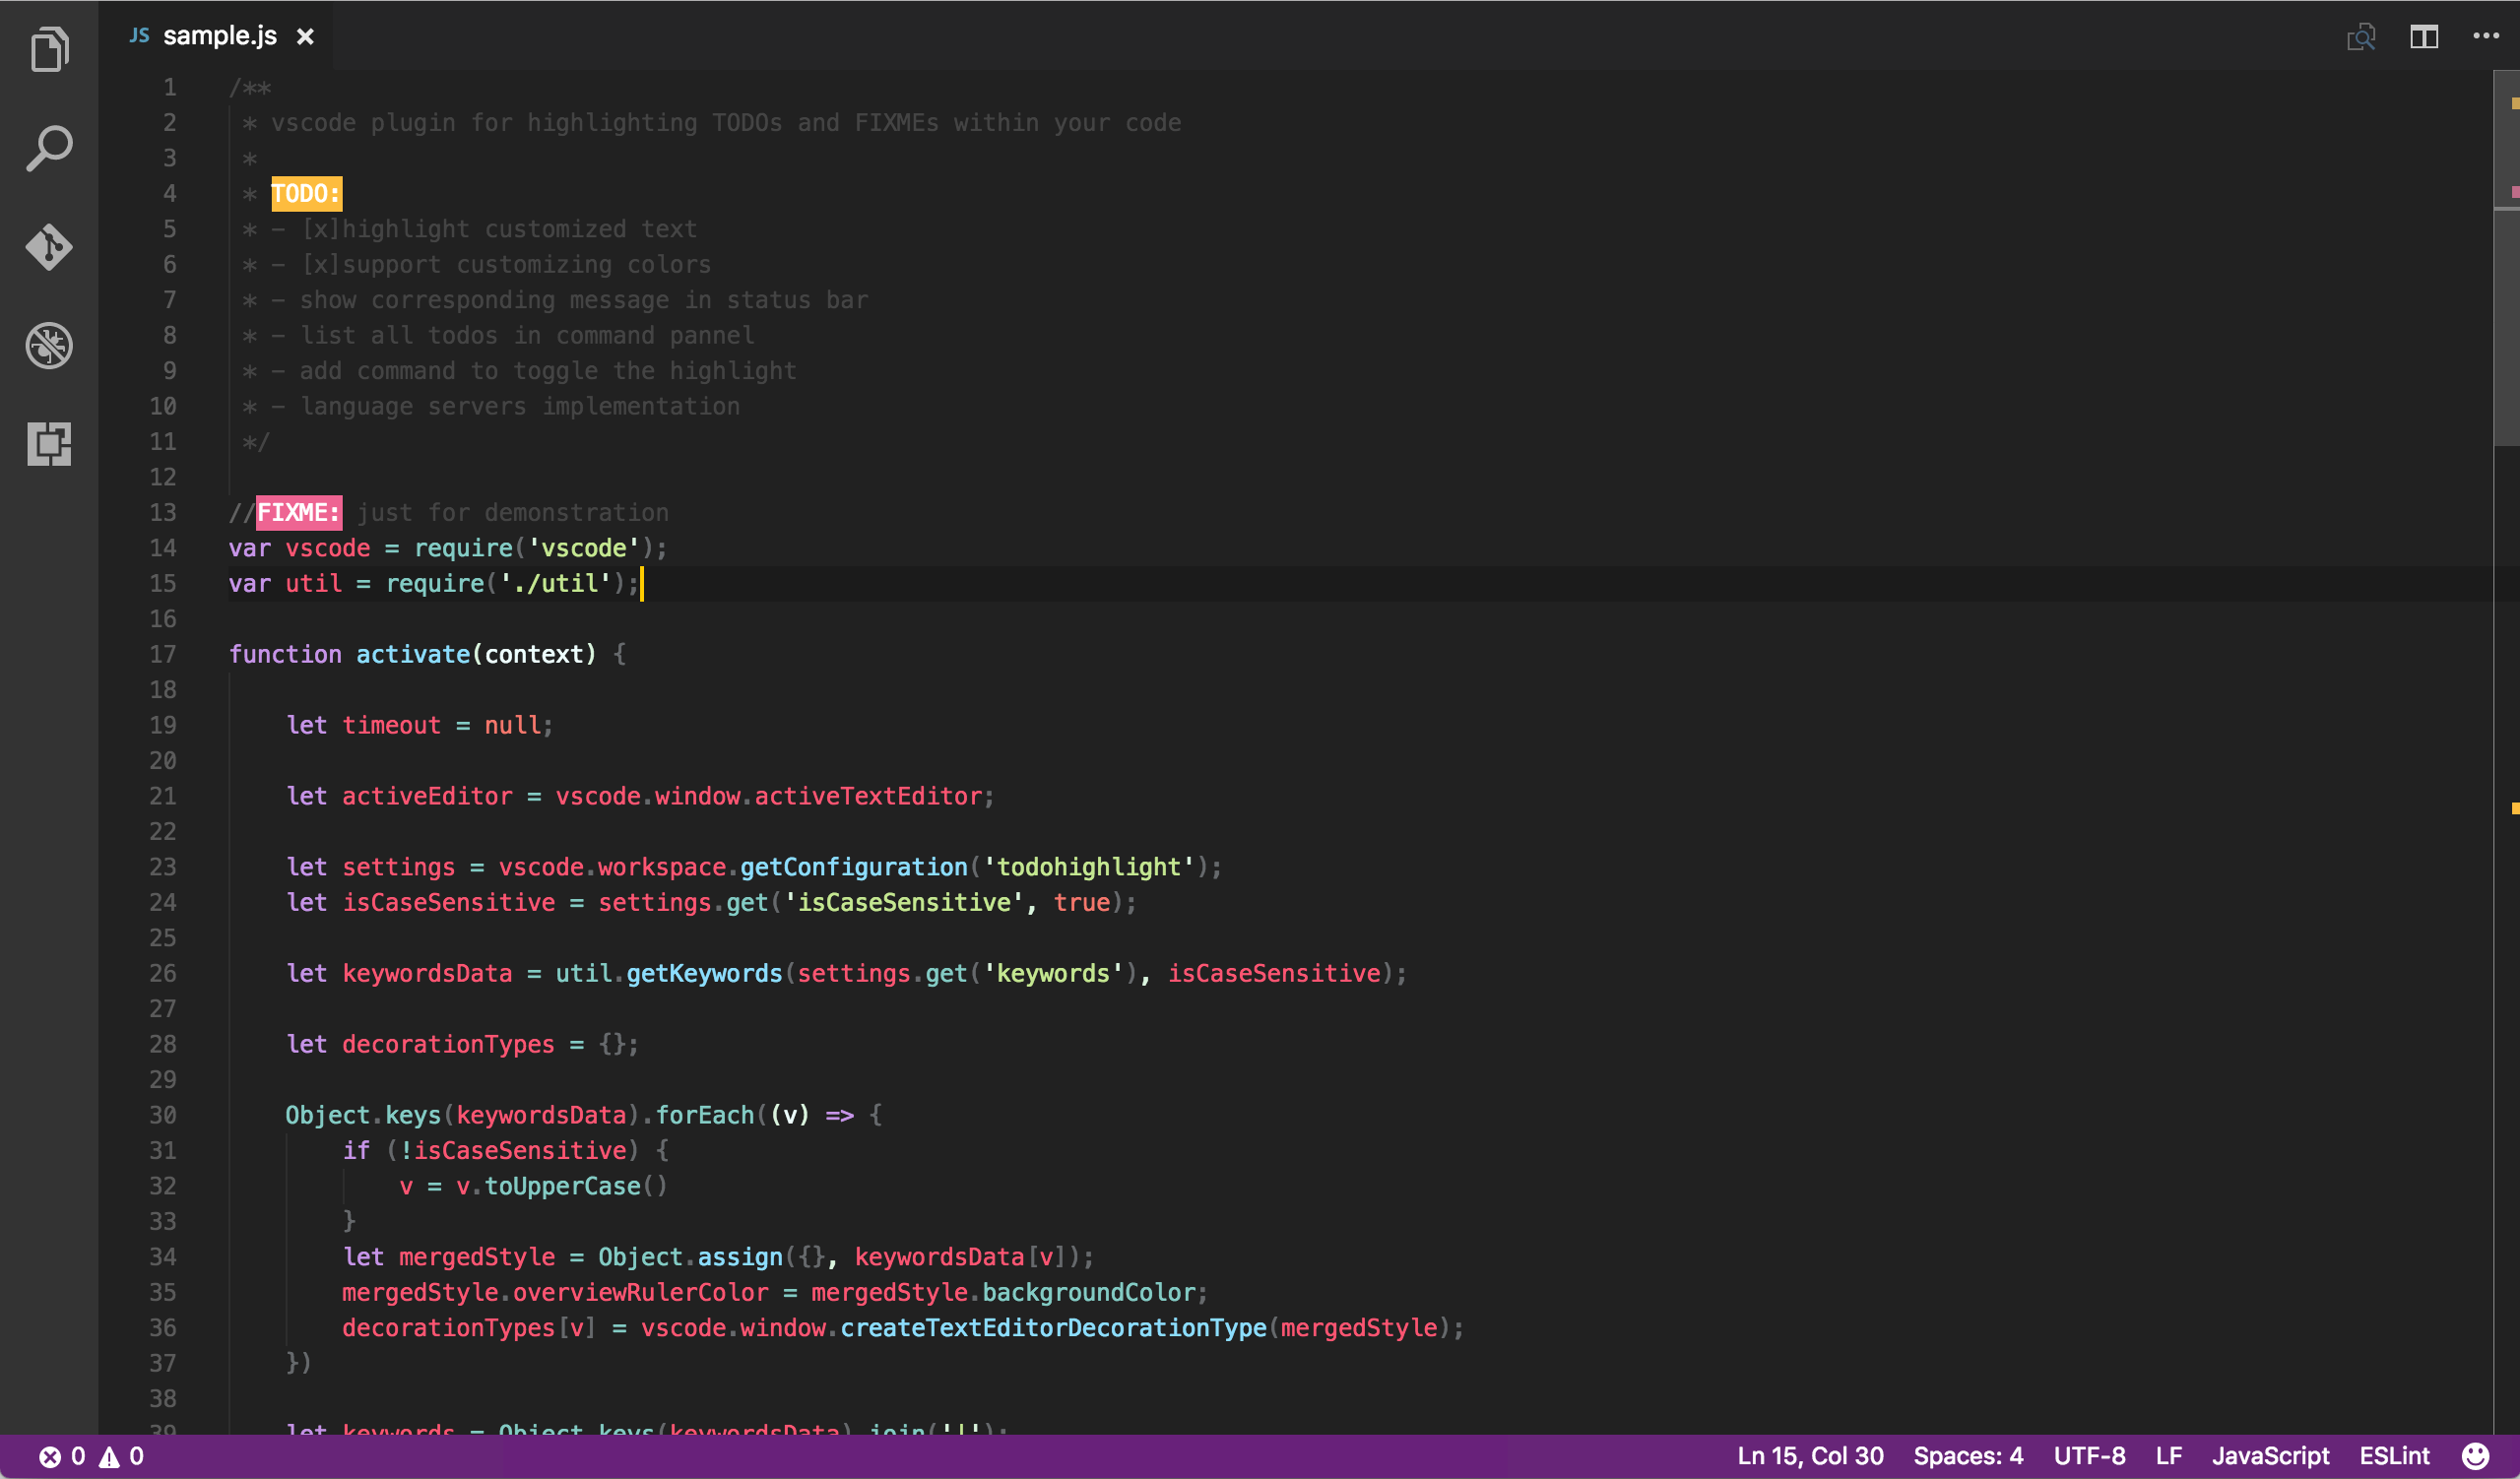 JS sample.js ×
1 /**
2  * vscode plugin for highlighting TODOs and FIXMEs within your code
3  *
4  * TODO:
5  * – [x]highlight customized text
6  * – [x]support customizing colors
7  * – show corresponding message in status bar
8  * – list all todos in command pannel
9  * – add command to toggle the highlight
10  * – language servers implementation
11  */
12
13 //FIXME: just for demonstration
14 var vscode = require('vscode');
15 var util = require('./util');
16
17 function activate(context) {
18
19     let timeout = null;
20
21     let activeEditor = vscode.window.activeTextEditor;
22
23     let settings = vscode.workspace.getConfiguration('todohighlight');
24     let isCaseSensitive = settings.get('isCaseSensitive', true);
25
26     let keywordsData = util.getKeywords(settings.get('keywords'), isCaseSensitive);
27
28     let decorationTypes = {};
29
30     Object.keys(keywordsData).forEach((v) => {
31         if (!isCaseSensitive) {
32             v = v.toUpperCase()
33         }
34         let mergedStyle = Object.assign({}, keywordsData[v]);
35         mergedStyle.overviewRulerColor = mergedStyle.backgroundColor;
36         decorationTypes[v] = vscode.window.createTextEditorDecorationType(mergedStyle);
37     })
38
39     let keywords = Object.keys(keywordsData).join('|');
0 0 Ln 15, Col 30 Spaces: 4 UTF-8 LF JavaScript ESLint